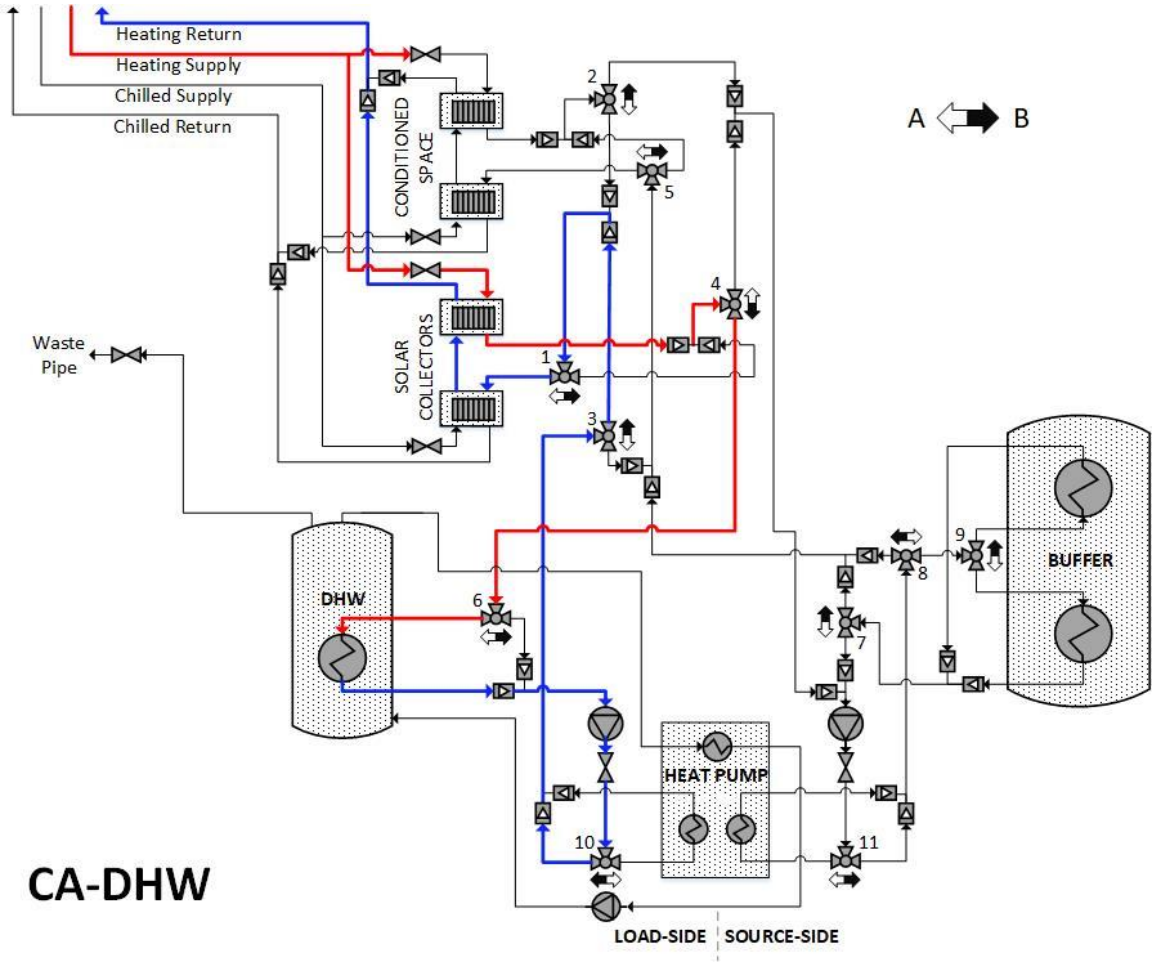 Heating Return
Heating Supply
Chilled Supply
Chilled Return
CONDITIONED
SPACE
2
A
B
5
4
SOLAR
COLLECTORS
1
3
Waste
Pipe
DHW
6
9
8
BUFFER
7
HEAT PUMP
10
11
CA-DHW
LOAD-SIDE
SOURCE-SIDE